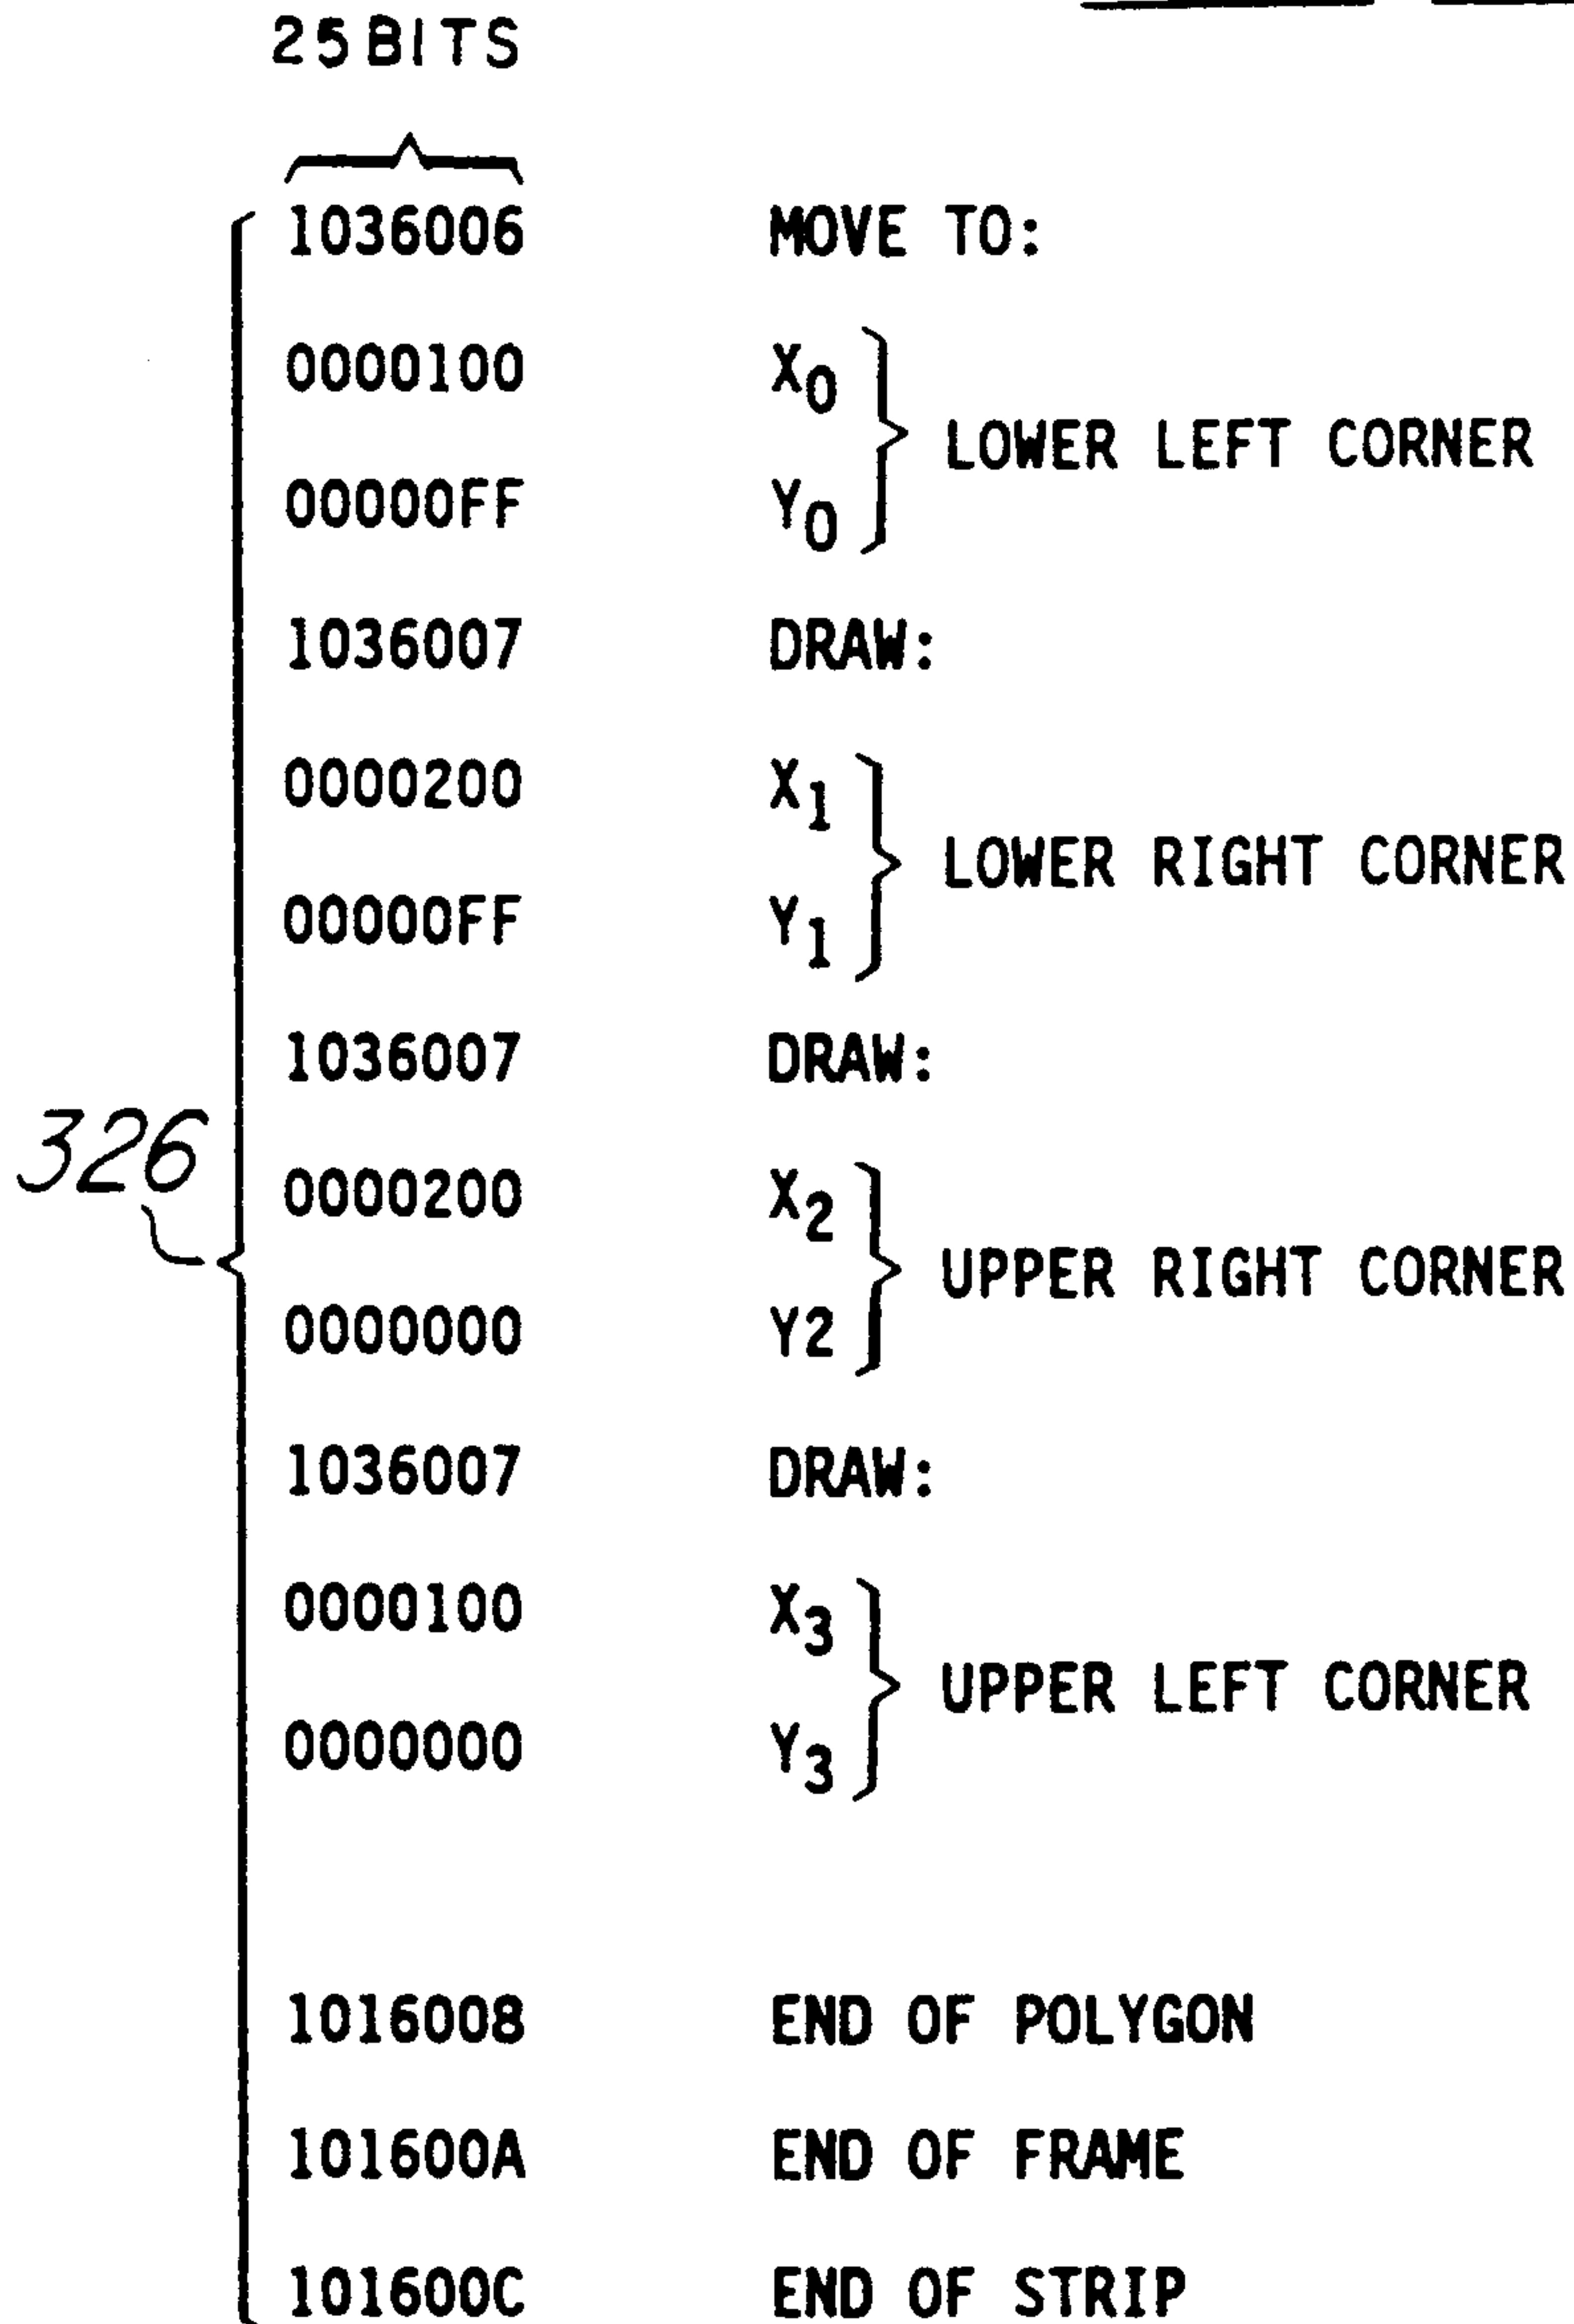 25 BITS
1036006 MOVE TO:
0000100 X0
LOWER LEFT CORNER
00000FF Y0
1036007 DRAW:
0000200 X1
LOWER RIGHT CORNER
00000FF Y1
1036007 DRAW:
326
0000200 X2
UPPER RIGHT CORNER
0000000 Y2
1036007 DRAW:
0000100 X3
UPPER LEFT CORNER
0000000 Y3
1016008 END OF POLYGON
101600A END OF FRAME
101600C END OF STRIP